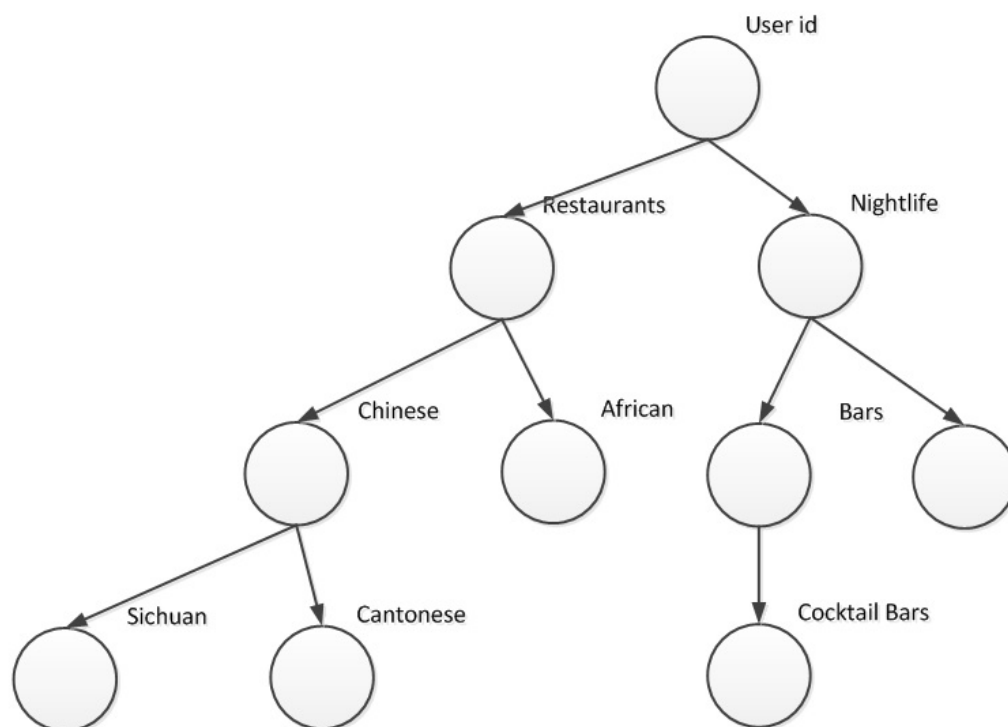 User id
Restaurants
Nightlife
Chinese
African
Bars
Sichuan
Cantonese
Cocktail Bars